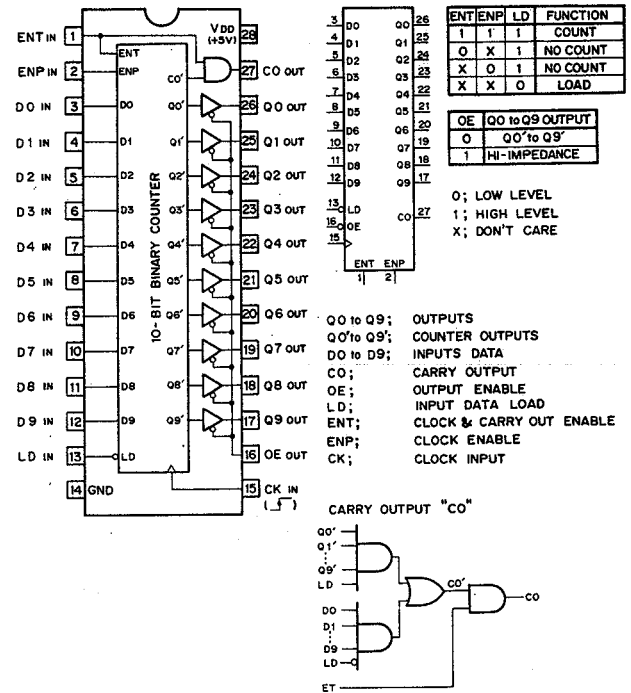 ENT IN 1
ENP IN 2
D0 IN 3
D1 IN 4
D2 IN 5
D3 IN 6
D4 IN 7
D5 IN 8
D6 IN 9
D7 IN 10
D8 IN 11
D9 IN 12
LD IN 13
14 GND
ENT
ENP
D0
D1
D2
D3
D4
D5
D6
D7
D8
D9
LD
10-BIT BINARY COUNTER
CO'
Q0'
Q1'
Q2'
Q3'
Q4'
Q5'
Q6'
Q7'
Q8'
Q9'
VDD
(+5V)
28
27 CO OUT
26 Q0 OUT
25 Q1 OUT
24 Q2 OUT
23 Q3 OUT
22 Q4 OUT
21 Q5 OUT
20 Q6 OUT
19 Q7 OUT
18 Q8 OUT
17 Q9 OUT
16 OE OUT
15 CK IN
( )
3 D0 Q0 26
4 D1 Q1 25
5 D2 Q2 24
6 D3 Q3 23
7 D4 Q4 22
8 D5 Q5 21
9 D6 Q6 20
10 D7 Q7 19
11 D8 Q8 18
12 D9 Q9 17
13 LD
16 OE
CO 27
15
ENT ENP
1 2
ENT ENP LD FUNCTION
1 1 1 COUNT
0 X 1 NO COUNT
X 0 1 NO COUNT
X X 0 LOAD
OE Q0 to Q9 OUTPUT
0 Q0' to Q9'
1 HI-IMPEDANCE
0; LOW LEVEL
1; HIGH LEVEL
X; DON'T CARE
Q0 to Q9; OUTPUTS
Q0' to Q9'; COUNTER OUTPUTS
D0 to D9; INPUTS DATA
CO; CARRY OUTPUT
OE; OUTPUT ENABLE
LD; INPUT DATA LOAD
ENT; CLOCK & CARRY OUT ENABLE
ENP; CLOCK ENABLE
CK; CLOCK INPUT
CARRY OUTPUT "CO"
Q0'
Q1'
Q9'
LD
D0
D1
D9
LD
CO'
CO
ET